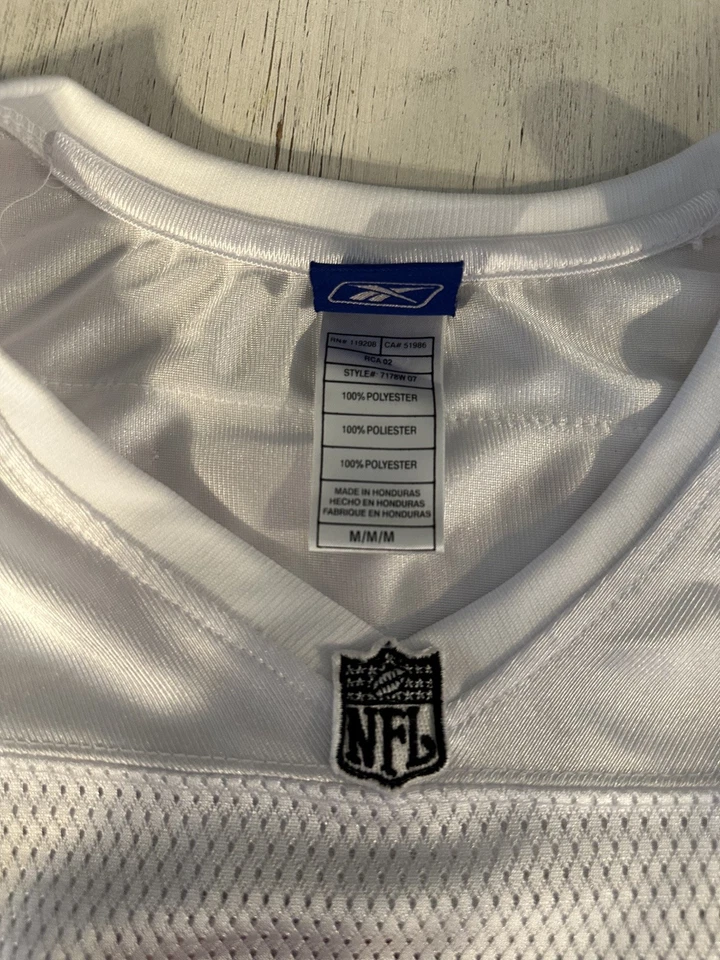 RN# 119208 CA# 51986
RCA 02
STYLE# 7176W 07
100% POLYESTER
100% POLIESTER
100% POLYESTER
MADE IN HONDURAS
HECHO EN HONDURAS
FABRIQUE EN HONDURAS
M/M/M
NFL